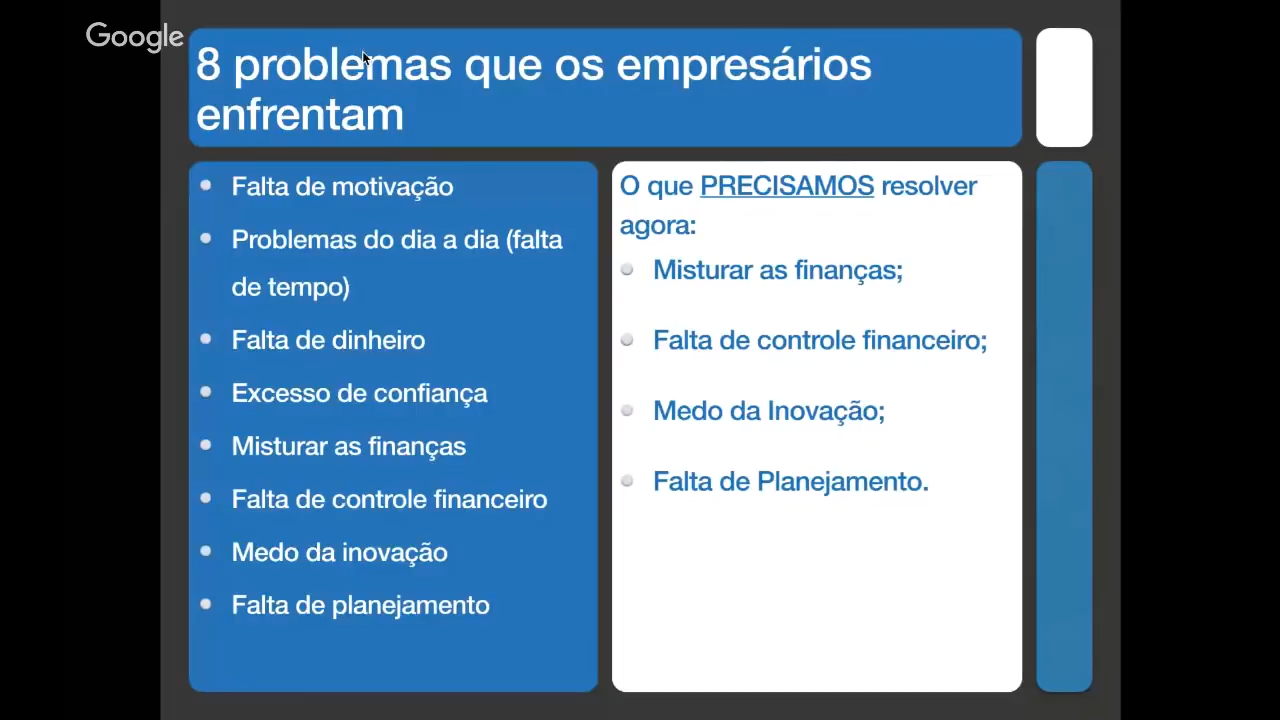 Google
8 problemas que os empresários
enfrentam
Falta de motivação
Problemas do dia a dia (falta
de tempo)
Falta de dinheiro
Excesso de confiança
Misturar as finanças
Falta de controle financeiro
Medo da inovação
Falta de planejamento
O que PRECISAMOS resolver
agora:
Misturar as finanças;
Falta de controle financeiro;
Medo da Inovação;
Falta de Planejamento.